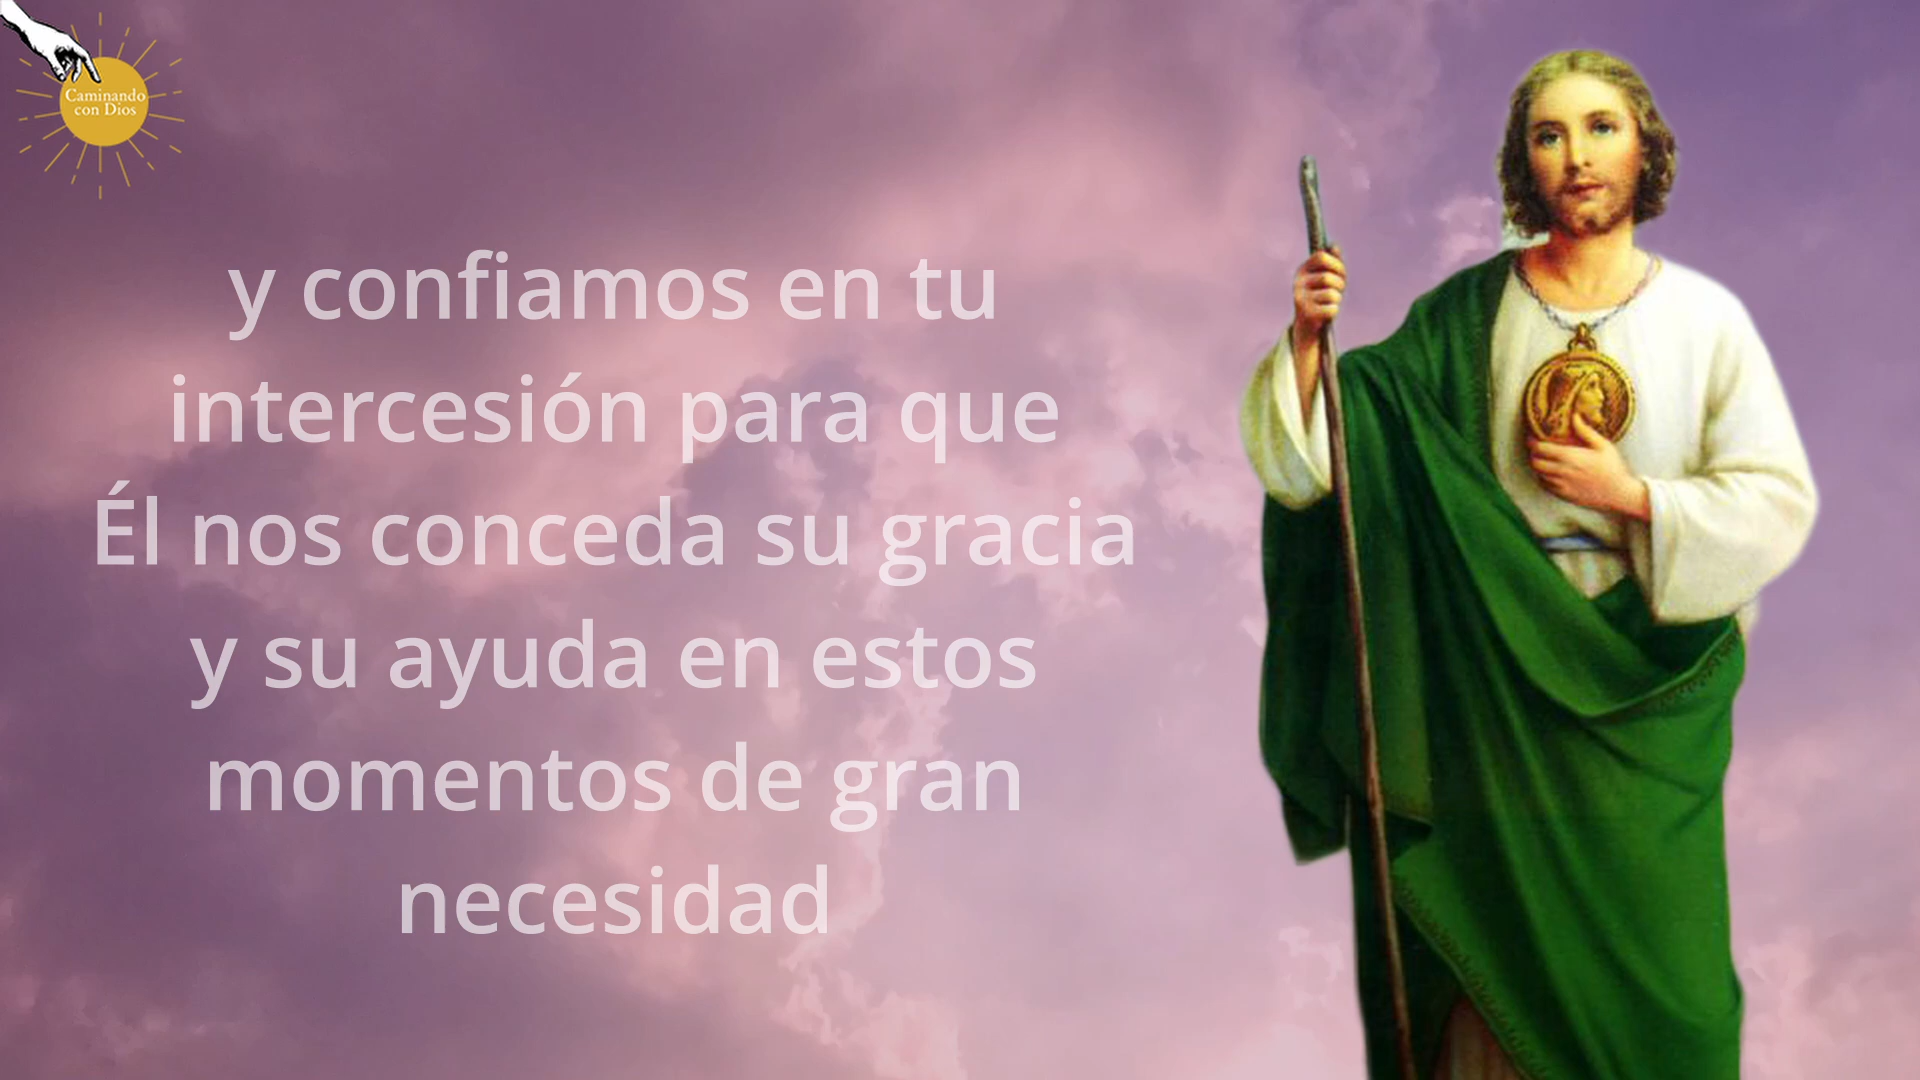 Caminando
con Dios
y confiamos en tu
intercesión para que
Él nos conceda su gracia
y su ayuda en estos
momentos de gran
necesidad